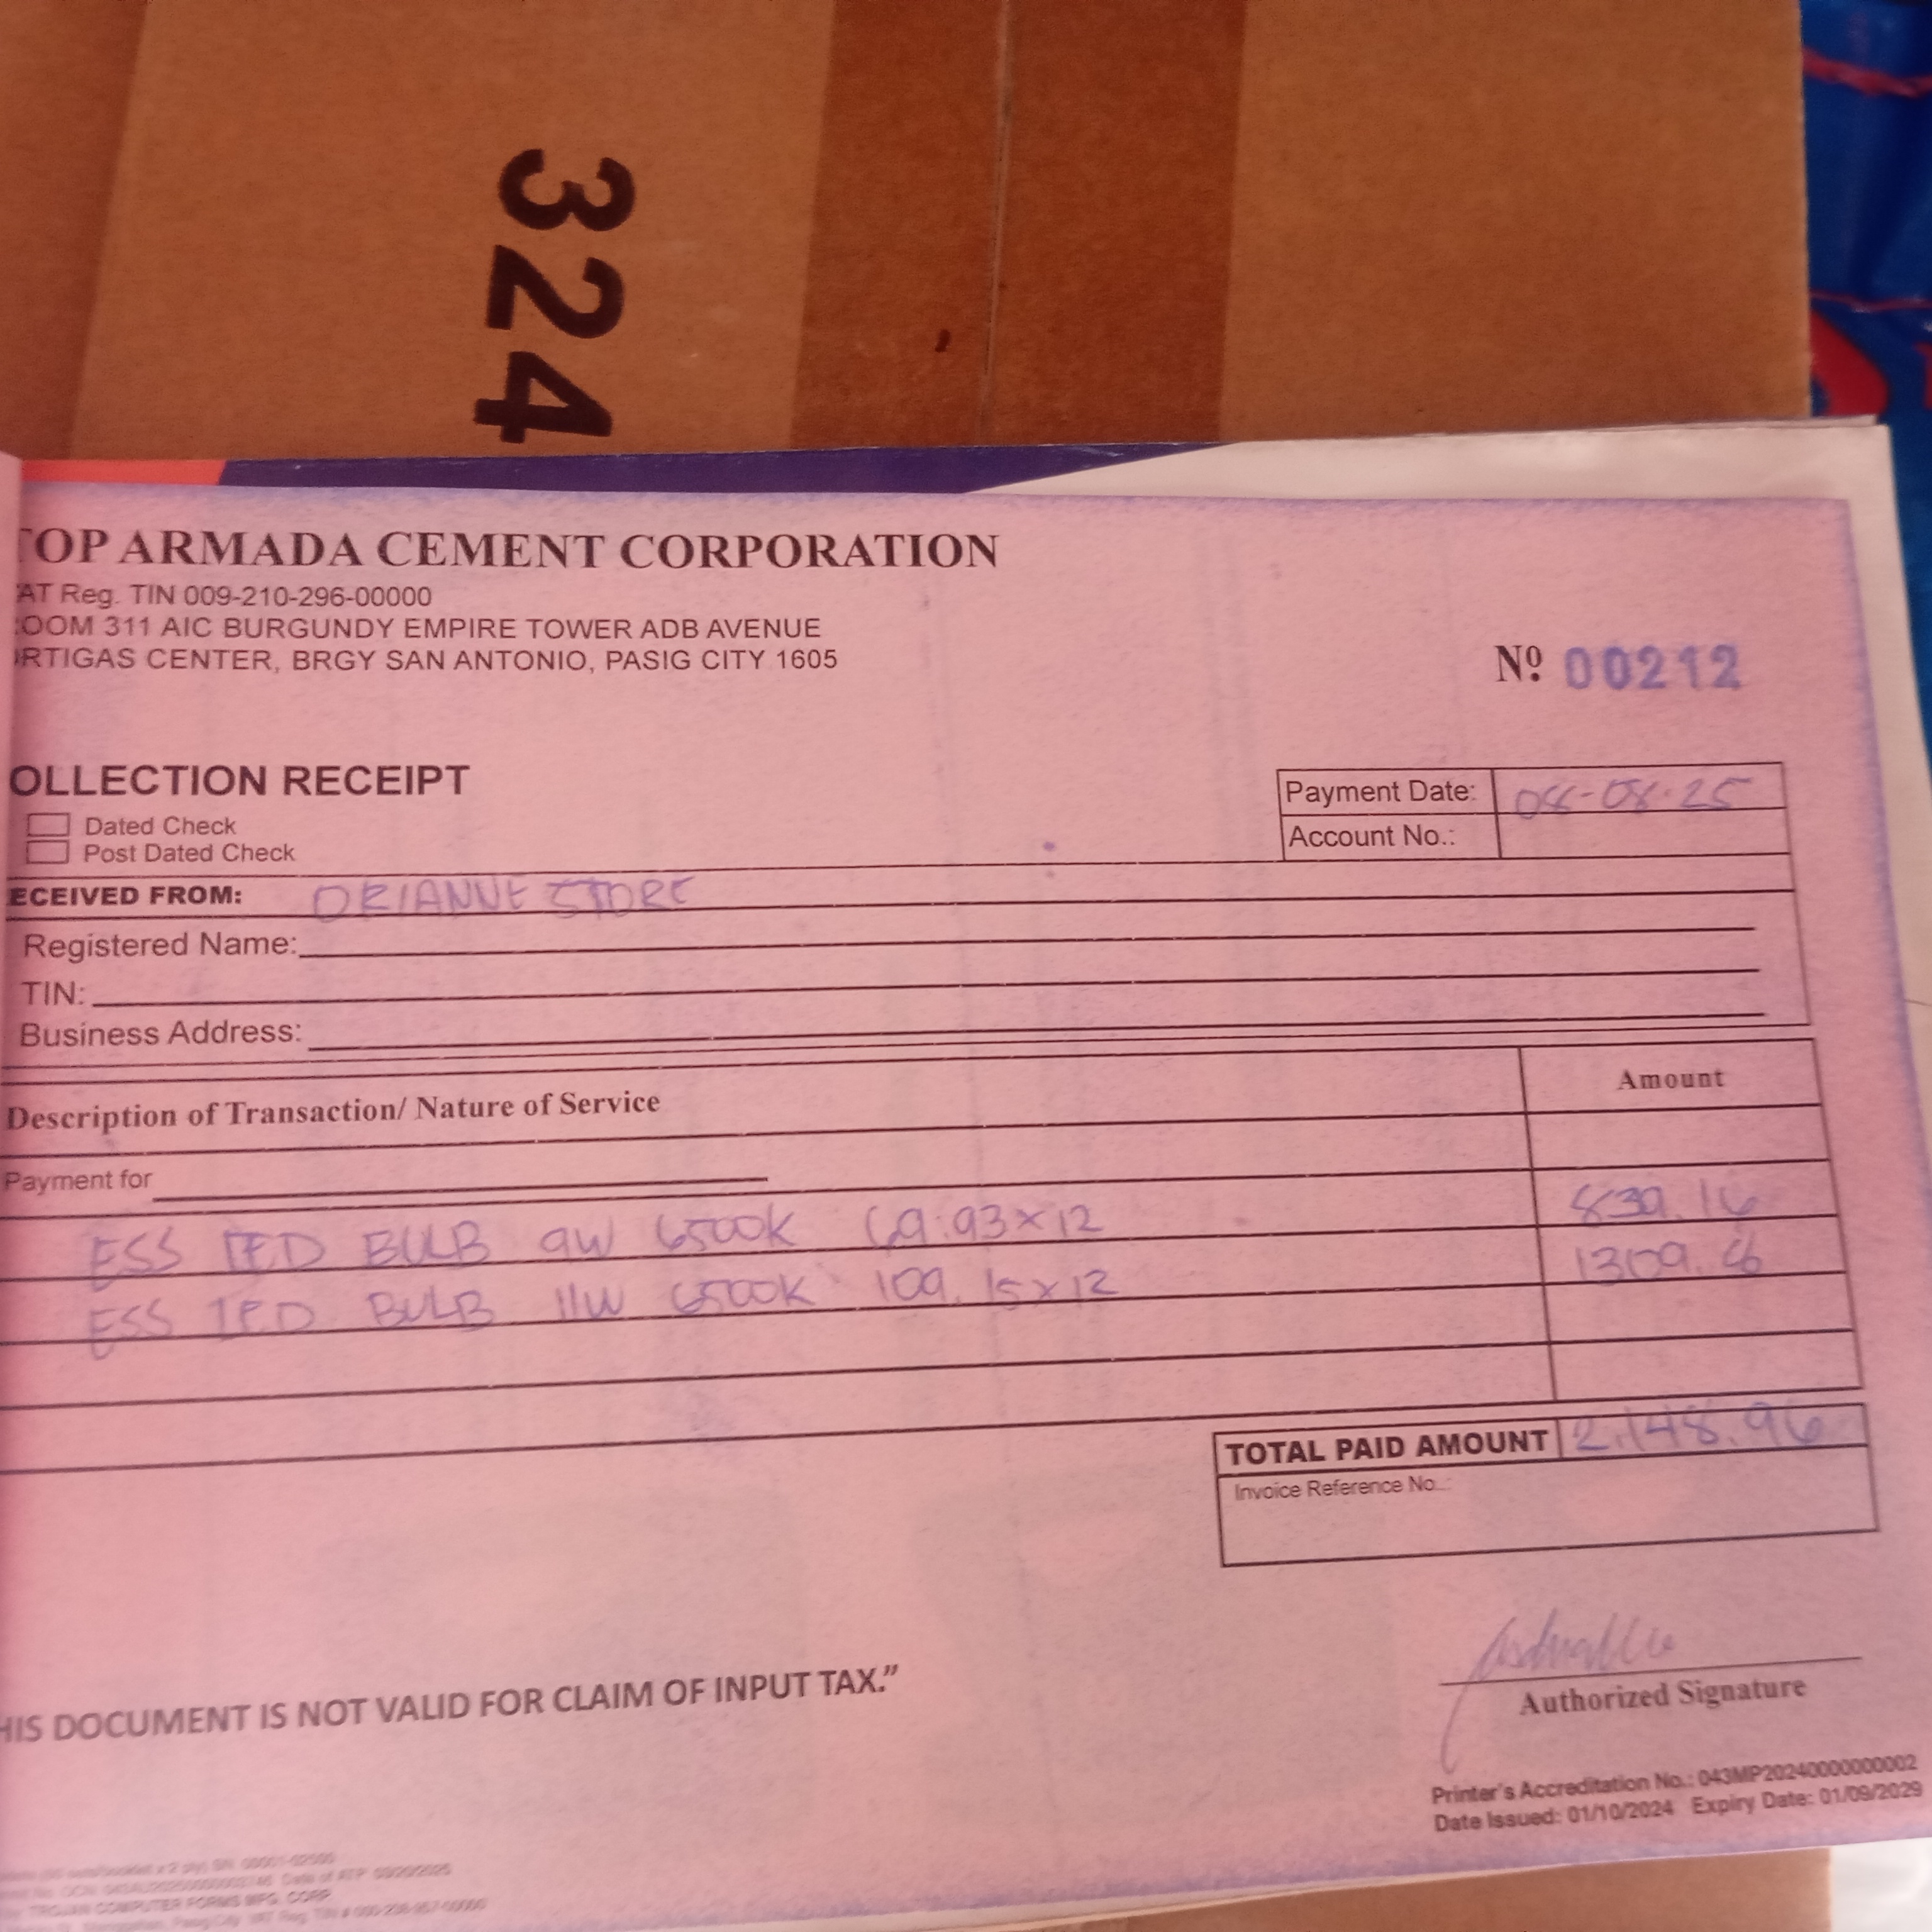 324
TOP ARMADA CEMENT CORPORATION
AT Reg. TIN 009-210-296-00000
OOM 311 AIC BURGUNDY EMPIRE TOWER ADB AVENUE
RTIGAS CENTER, BRGY SAN ANTONIO, PASIG CITY 1605
Nº 00212
OLLECTION RECEIPT
Payment Date: 08-08-25
Dated Check
Account No.:
Post Dated Check
ECEIVED FROM: ORIANNE STORE
Registered Name:
TIN:
Business Address:
Description of Transaction/ Nature of Service Amount
Payment for
ESS LED BULB 9W 6500K 69.93x12 839.16
ESS LED BULB 11W 6500K 109.15x12 1309.8
TOTAL PAID AMOUNT 2,148.96
Invoice Reference No.:
HIS DOCUMENT IS NOT VALID FOR CLAIM OF INPUT TAX."
Authorized Signature
Printer's Accreditation No.: 043MP20240000000002
Date Issued: 01/10/2024 Expiry Date: 01/09/2029
TROJAN COMPUTER FORMS MFG. CORP.